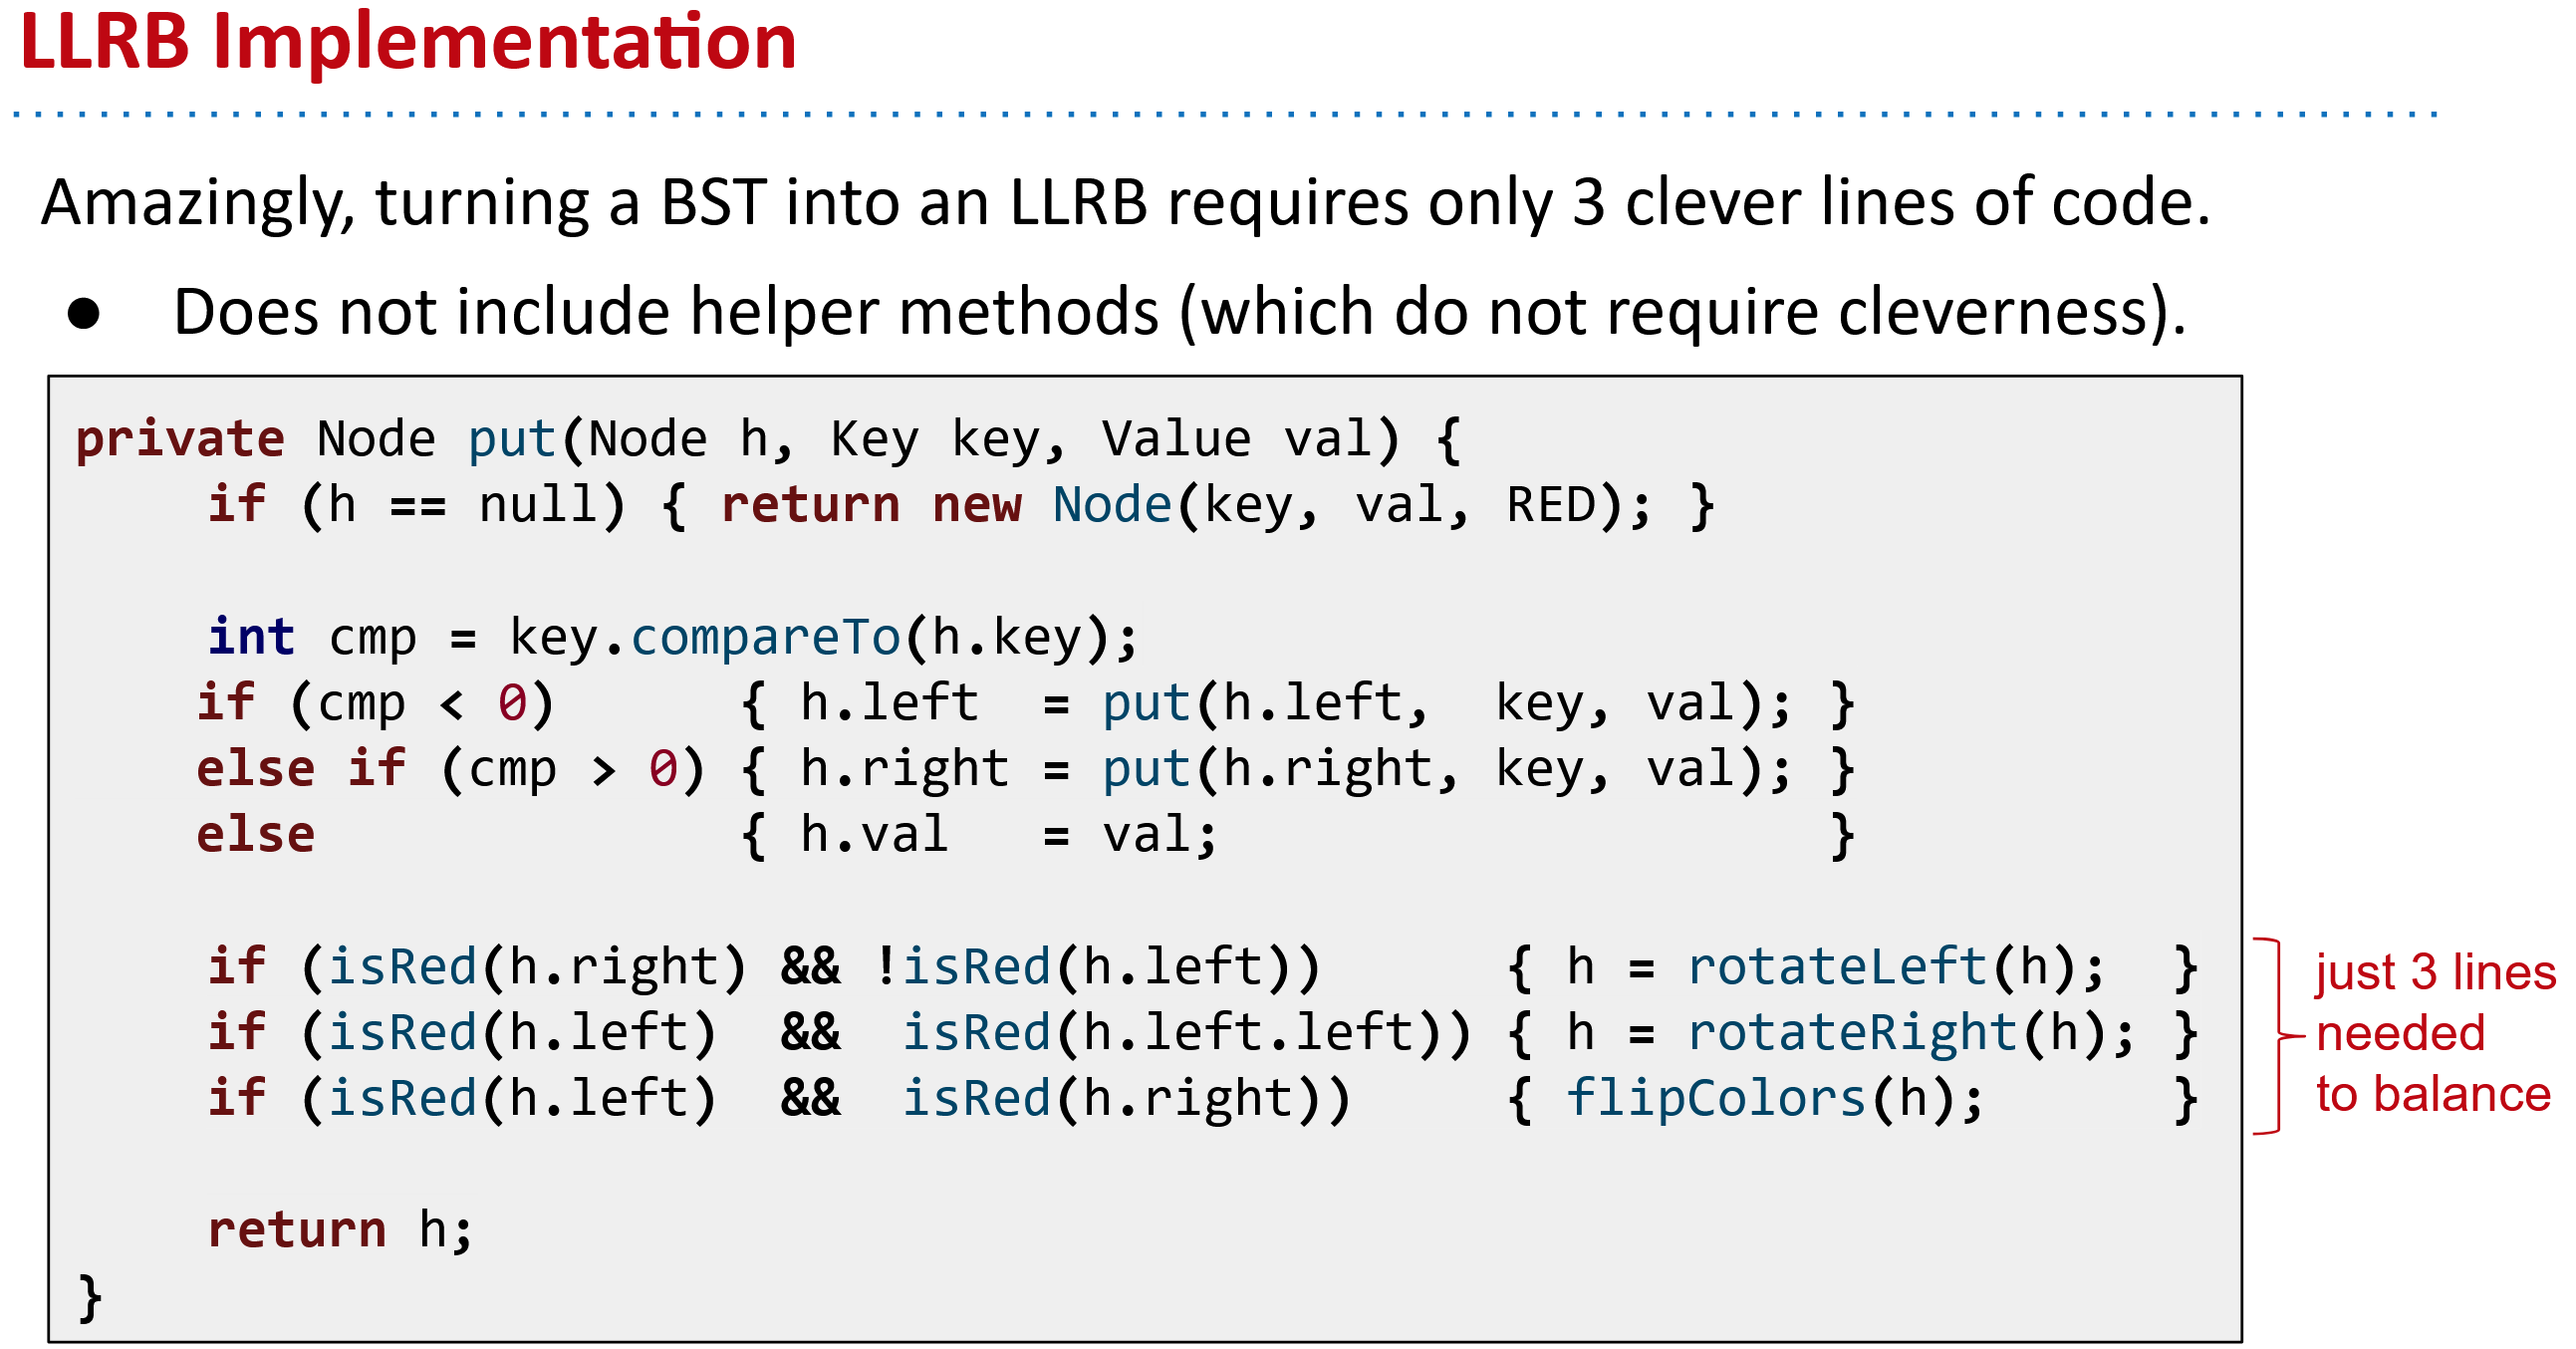 LLRB Implementation
Amazingly, turning a BST into an LLRB requires only 3 clever lines of code.
● Does not include helper methods (which do not require cleverness).
private Node put(Node h, Key key, Value val) {
    if (h == null) { return new Node(key, val, RED); }
    int cmp = key.compareTo(h.key);
    if (cmp < 0)      { h.left  = put(h.left,  key, val); }
    else if (cmp > 0) { h.right = put(h.right, key, val); }
    else              { h.val   = val;                    }
    if (isRed(h.right) && !isRed(h.left))      { h = rotateLeft(h);  }
    if (isRed(h.left)  &&  isRed(h.left.left)) { h = rotateRight(h); }
    if (isRed(h.left)  &&  isRed(h.right))     { flipColors(h);      }
    return h;
}
just 3 lines
needed
to balance